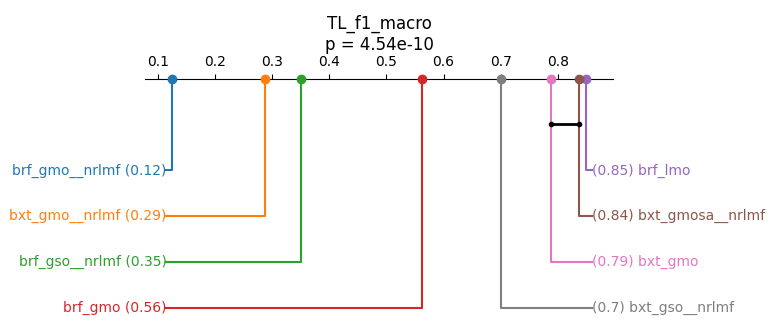 TL_f1_macro
p = 4.54e-10
0.1 0.2 0.3 0.4 0.5 0.6 0.7 0.8
brf_gmo__nrlmf (0.12)
(0.85) brf_lmo
bxt_gmo__nrlmf (0.29)
(0.84) bxt_gmosa__nrlmf
brf_gso__nrlmf (0.35)
(0.79) bxt_gmo
brf_gmo (0.56)
(0.7) bxt_gso__nrlmf